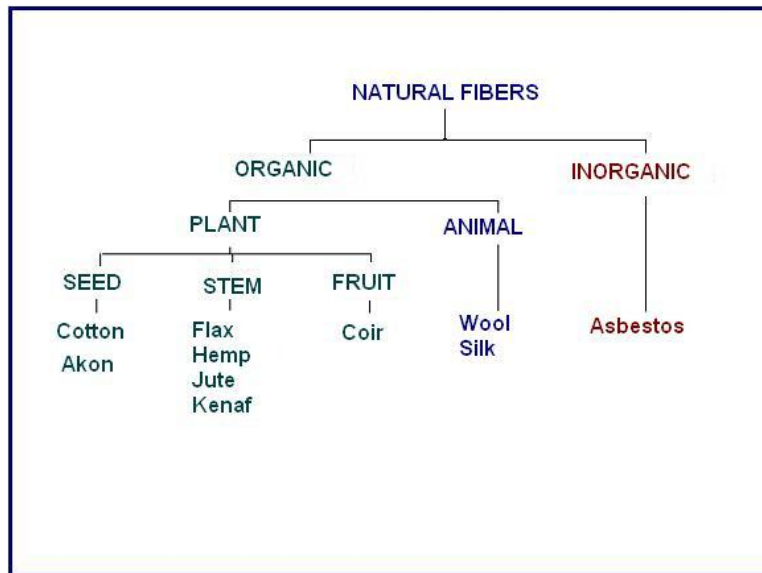 NATURAL FIBERS
ORGANIC
INORGANIC
PLANT
ANIMAL
SEED
STEM
FRUIT
Cotton
Akon
Flax
Hemp
Jute
Kenaf
Coir
Wool
Silk
Asbestos